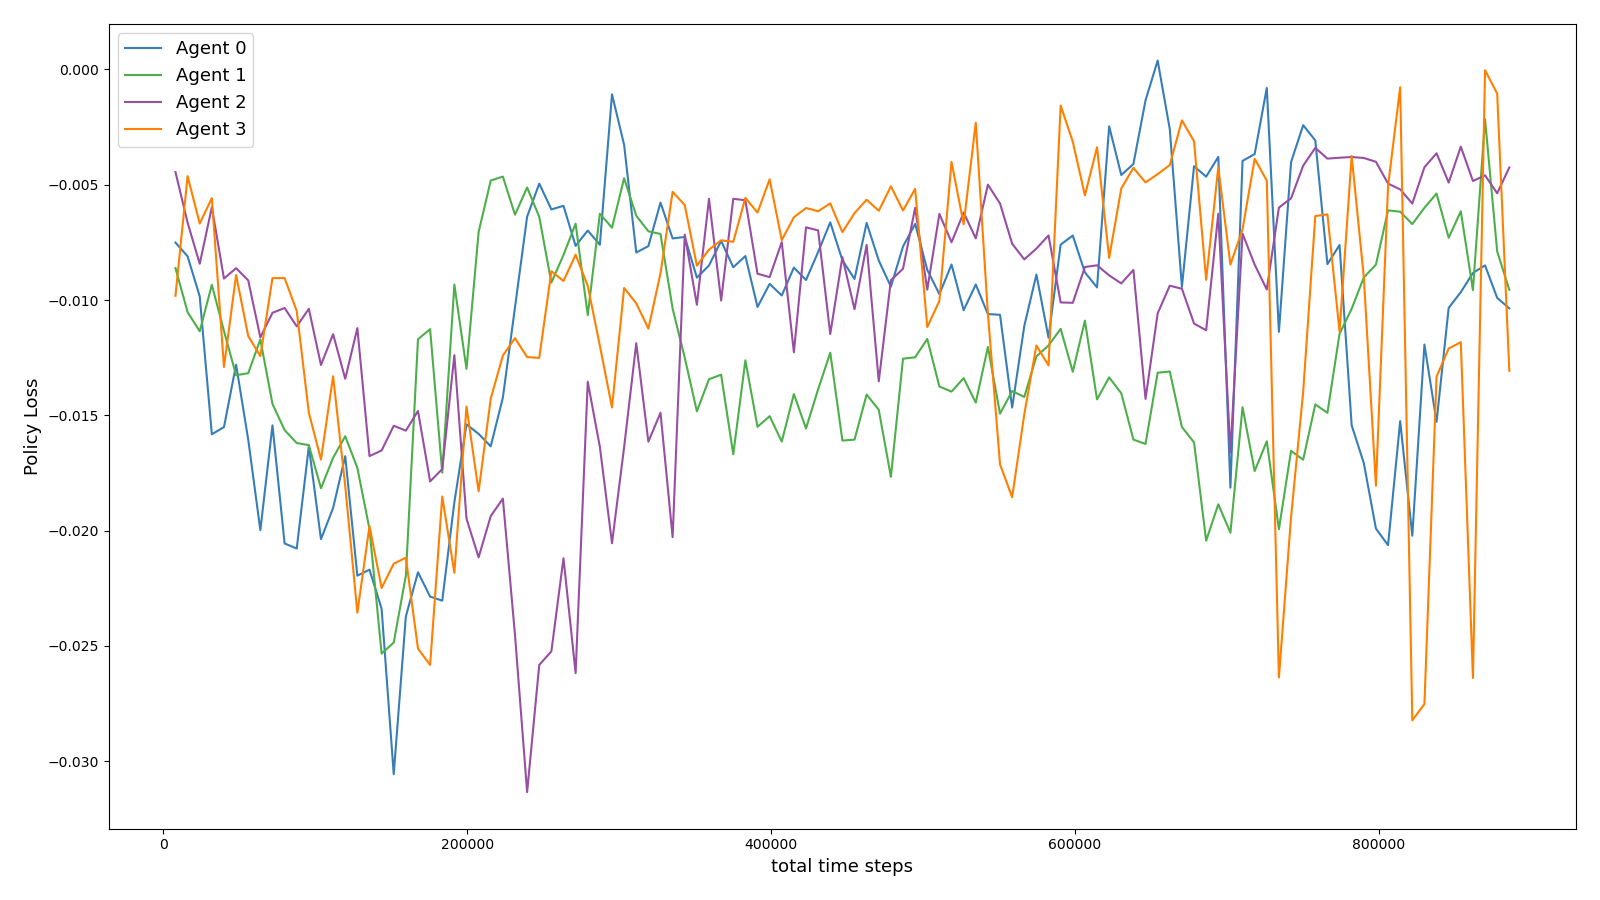 Agent 0
Agent 1
Agent 2
Agent 3
0.000
−0.005
−0.010
−0.015
−0.020
−0.025
−0.030
Policy Loss
0
200000
400000
600000
800000
total time steps